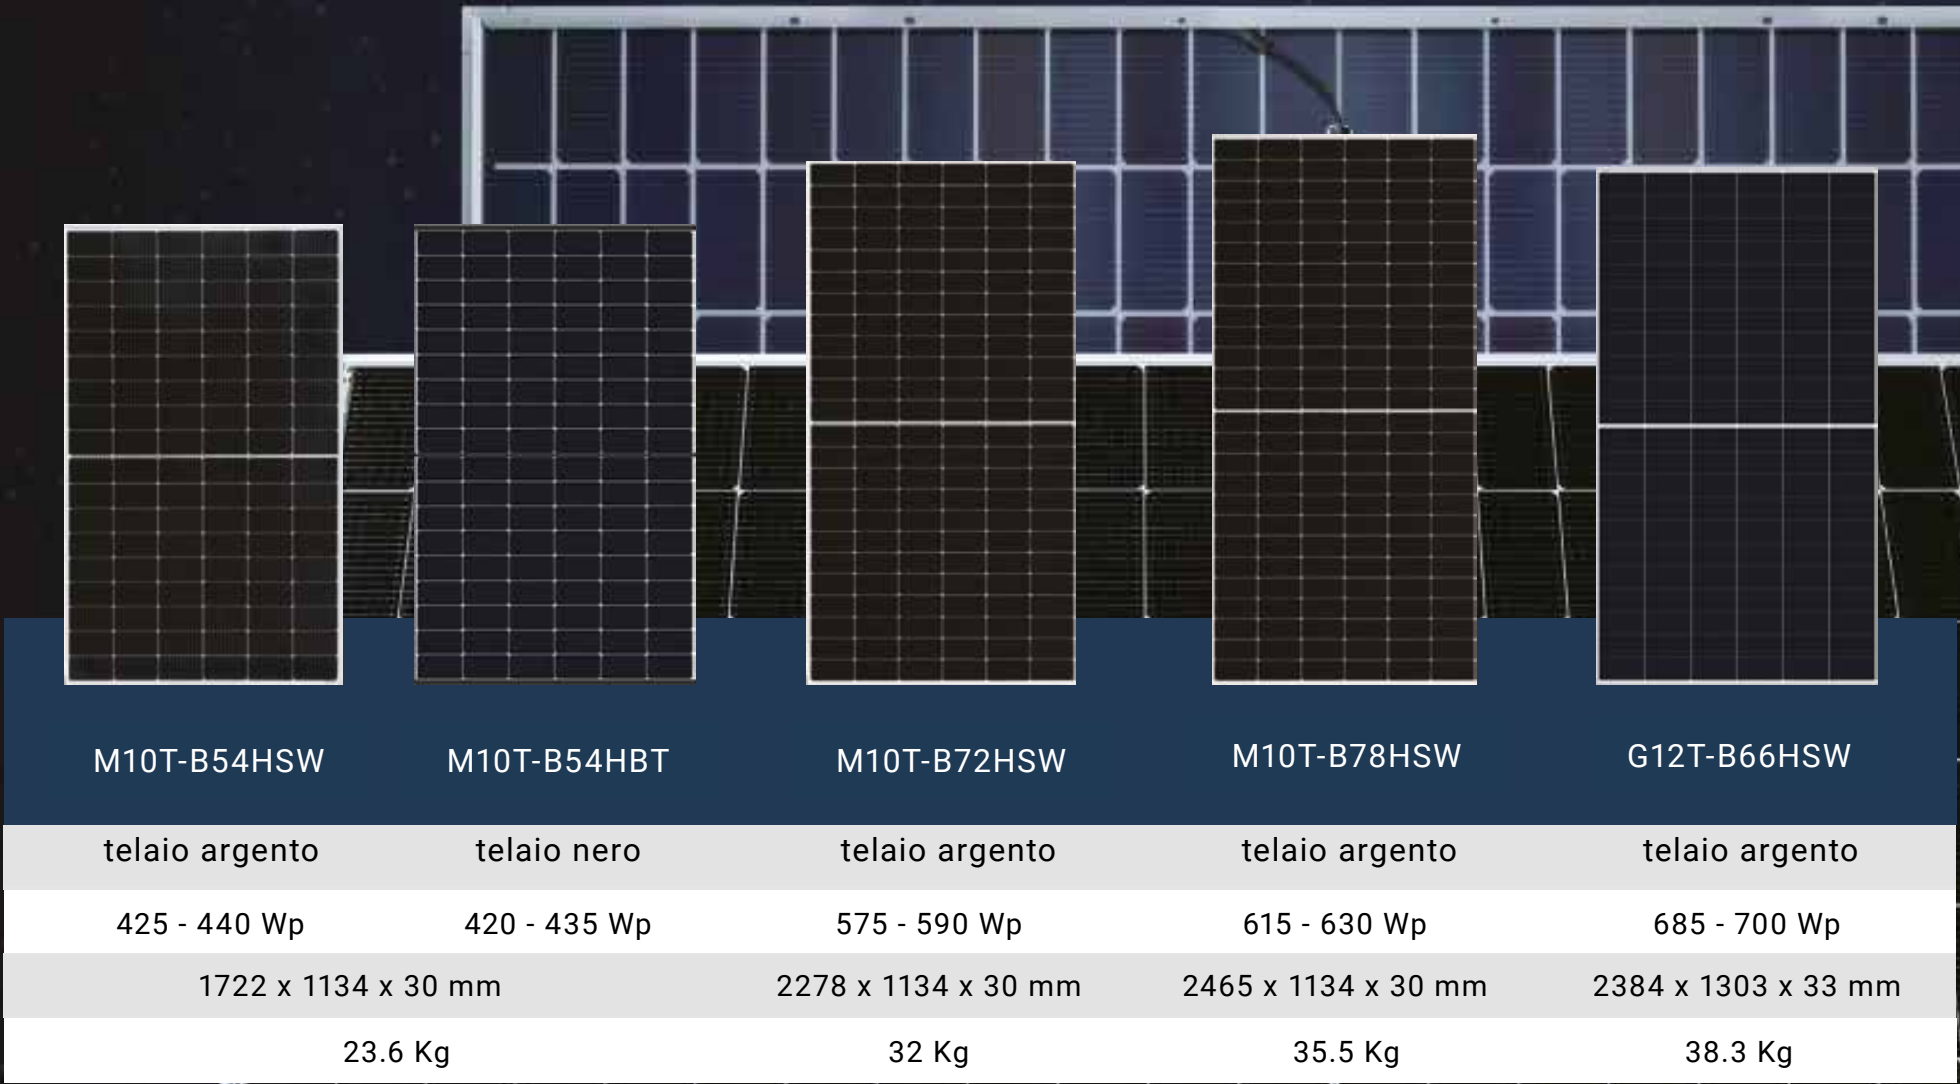 M10T-B54HSW M10T-B54HBT M10T-B72HSW M10T-B78HSW G12T-B66HSW
telaio argento telaio nero telaio argento telaio argento telaio argento
425 - 440 Wp 420 - 435 Wp 575 - 590 Wp 615 - 630 Wp 685 - 700 Wp
1722 x 1134 x 30 mm 2278 x 1134 x 30 mm 2465 x 1134 x 30 mm 2384 x 1303 x 33 mm
23.6 Kg 32 Kg 35.5 Kg 38.3 Kg